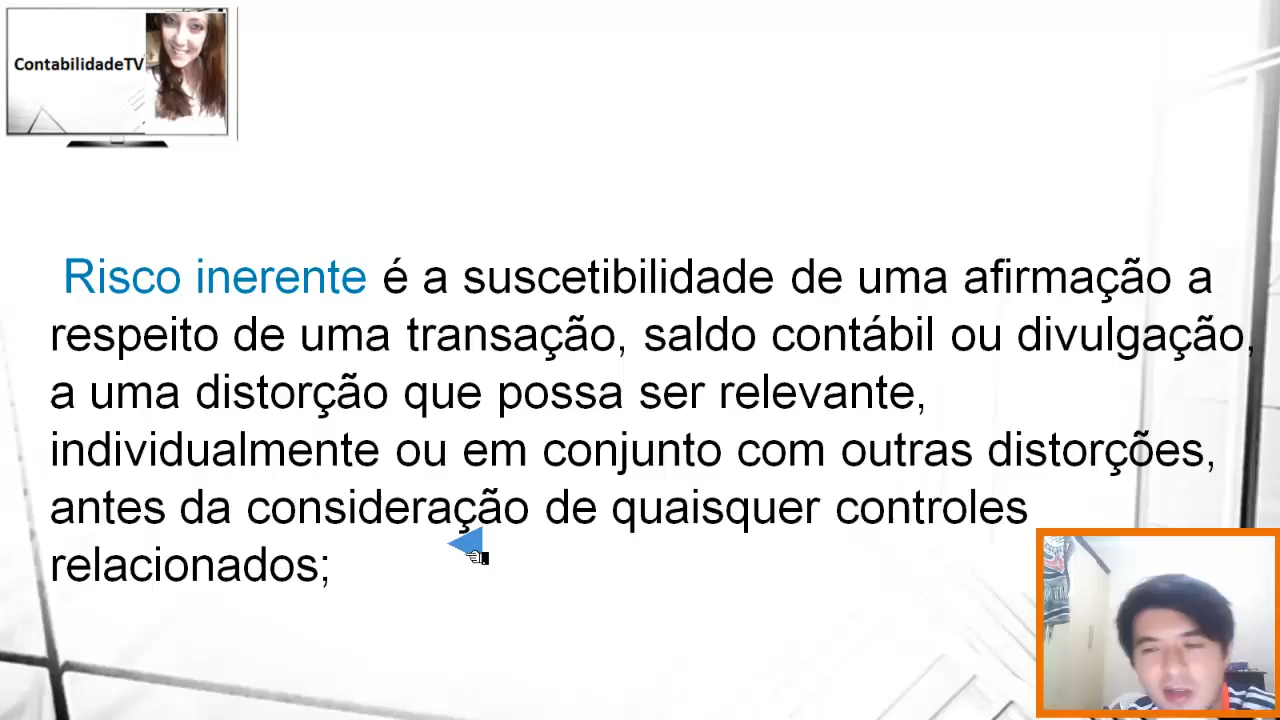 ContabilidadeTV
Risco inerente é a suscetibilidade de uma afirmação a
respeito de uma transação, saldo contábil ou divulgação,
a uma distorção que possa ser relevante,
individualmente ou em conjunto com outras distorções,
antes da consideração de quaisquer controles
relacionados;